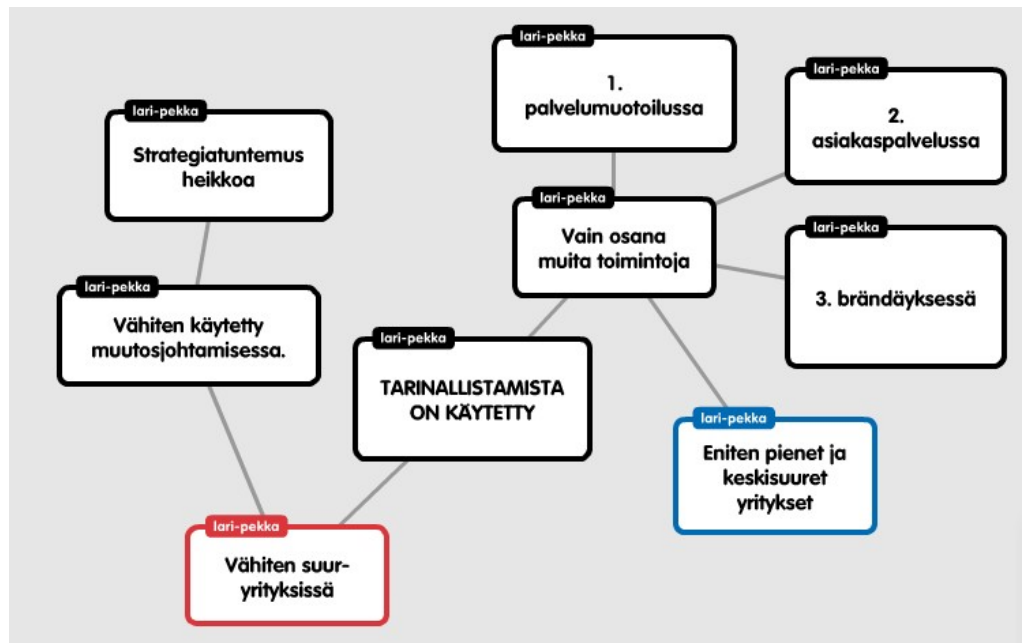 lari-pekka
1.
palvelumuotoilussa
lari-pekka
2.
asiakaspalvelussa
lari-pekka
Strategiatuntemus
heikkoa
lari-pekka
Vain osana
muita toimintoja
lari-pekka
3. brändäyksessä
lari-pekka
Vähiten käytetty
muutosjohtamisessa.
lari-pekka
TARINALLISTAMISTA
ON KÄYTETTY
lari-pekka
Eniten pienet ja
keskisuuret
yritykset
lari-pekka
Vähiten suur-
yrityksissä